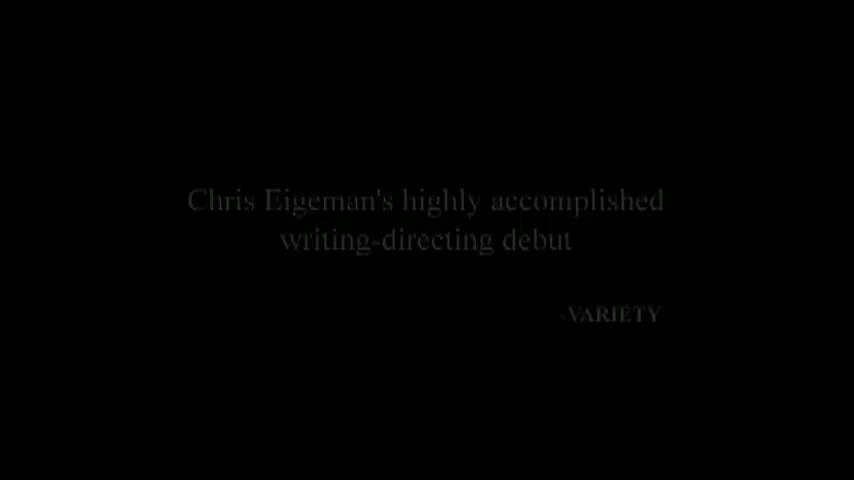 Chris Eigeman's highly accomplished
writing-directing debut
-VARIETY